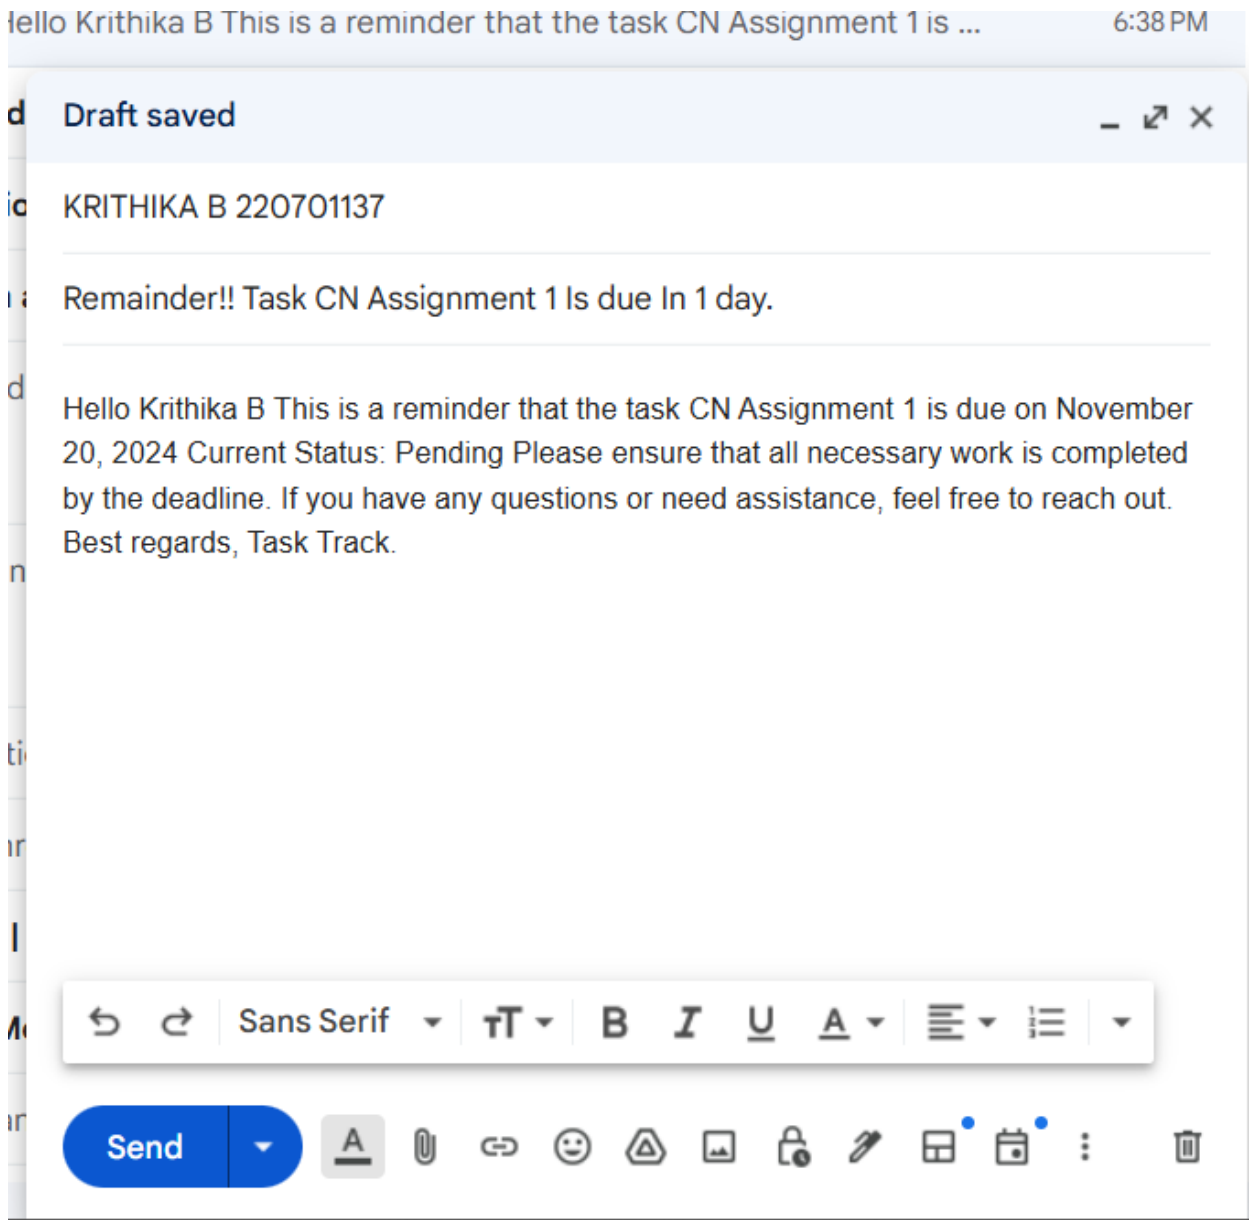 Hello Krithika B This is a reminder that the task CN Assignment 1 is ... 6:38 PM
Draft saved
KRITHIKA B 220701137
Remainder!! Task CN Assignment 1 Is due In 1 day.
Hello Krithika B This is a reminder that the task CN Assignment 1 is due on November
20, 2024 Current Status: Pending Please ensure that all necessary work is completed
by the deadline. If you have any questions or need assistance, feel free to reach out.
Best regards, Task Track.
Sans Serif
Send